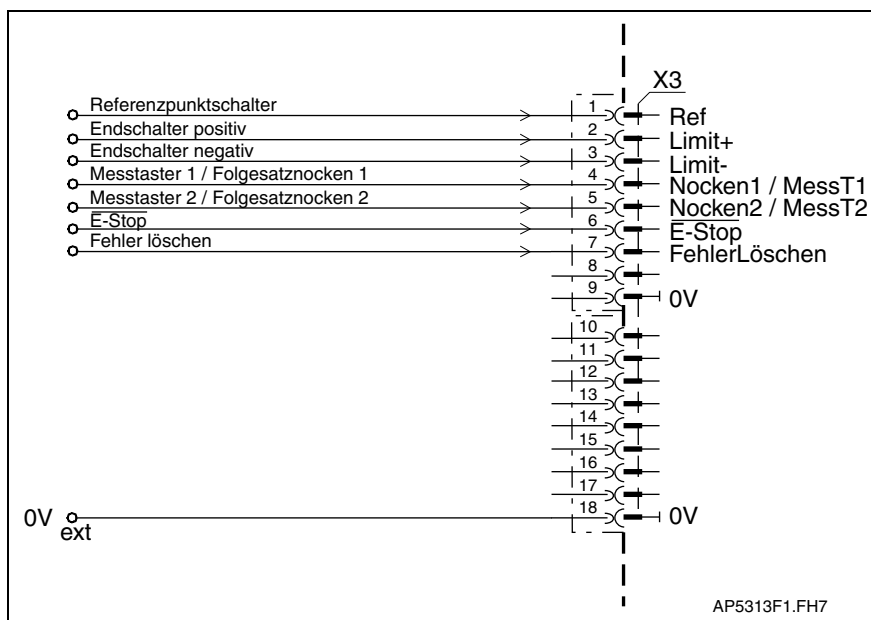 X3
Referenzpunktschalter 1 Ref
Endschalter positiv 2 Limit+
Endschalter negativ 3 Limit-
Messtaster 1 / Folgesatznocken 1 4 Nocken1 / MessT1
Messtaster 2 / Folgesatznocken 2 5 Nocken2 / MessT2
E-Stop 6 E-Stop
Fehler löschen 7 FehlerLöschen
8
9 0V
10
11
12
13
14
15
16
17
0V ext 18 0V
AP5313F1.FH7